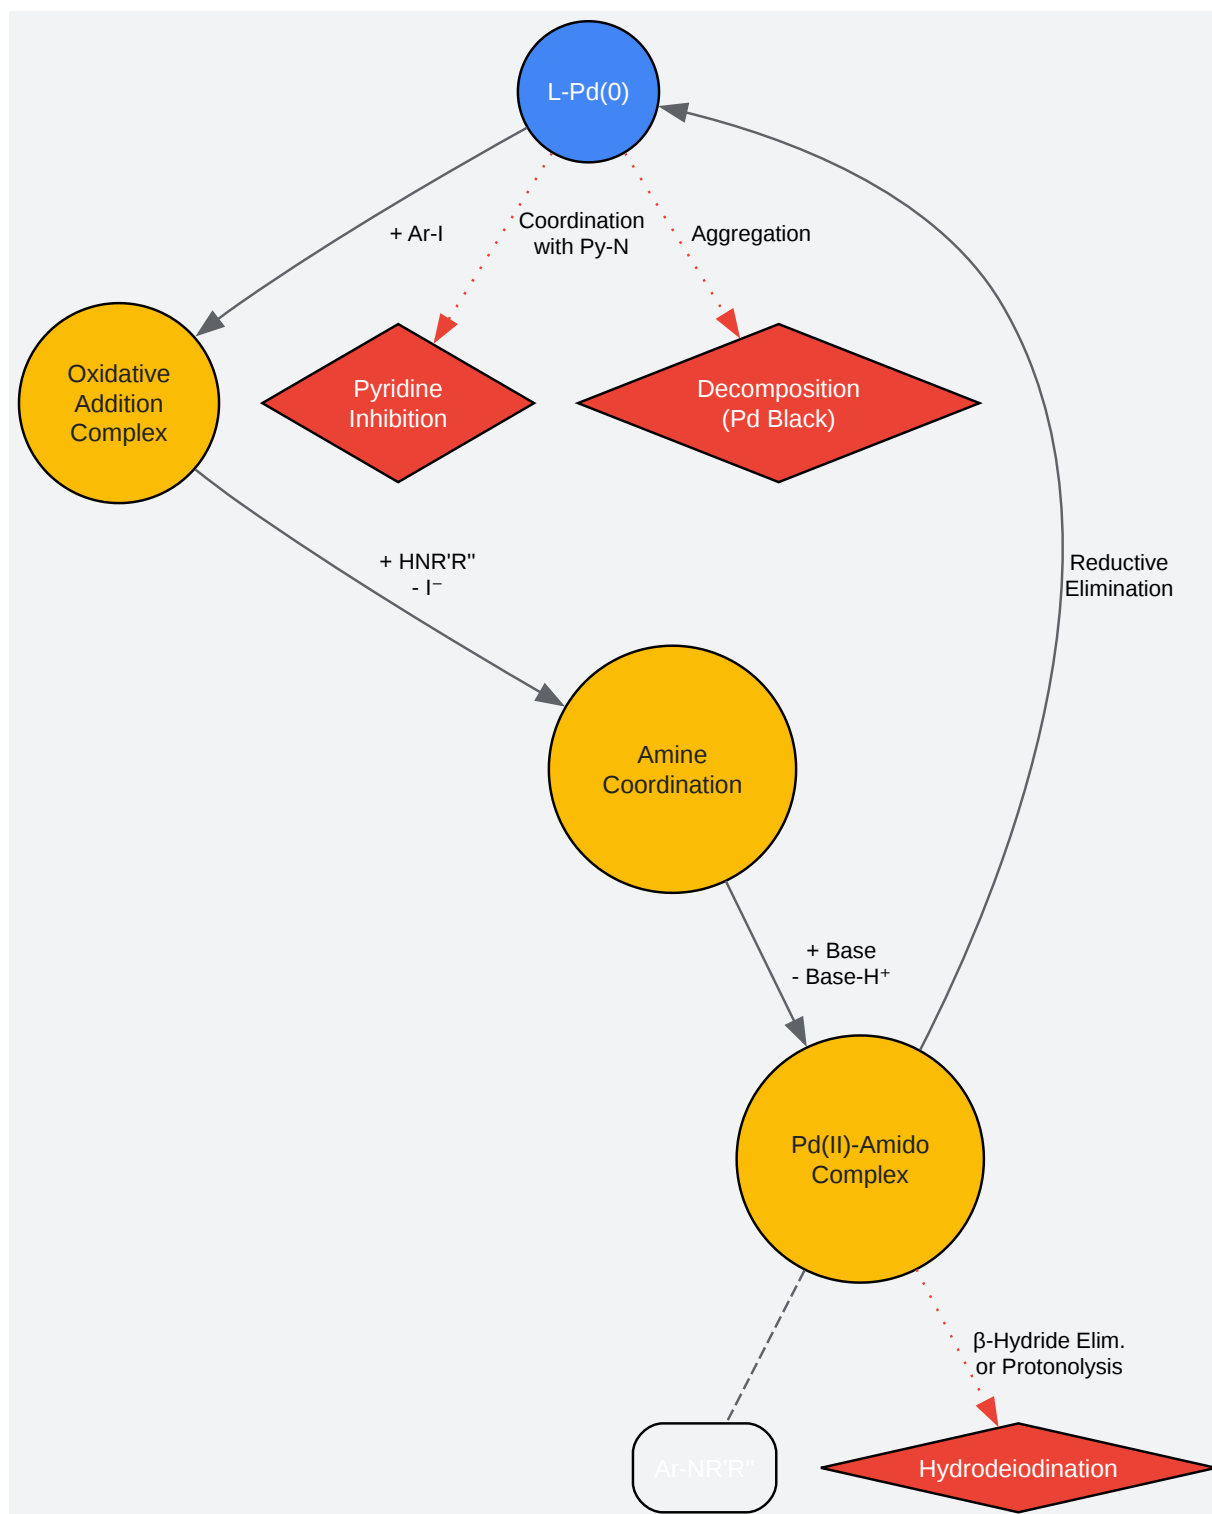 L-Pd(0)
+ Ar-I
Coordination
with Py-N
Aggregation
Oxidative
Addition
Complex
Pyridine
Inhibition
Decomposition
(Pd Black)
+ HNR'R''
- I⁻
Reductive
Elimination
Amine
Coordination
+ Base
- Base-H⁺
Pd(II)-Amido
Complex
β-Hydride Elim.
or Protonolysis
Ar-NR'R''
Hydrodeiodination